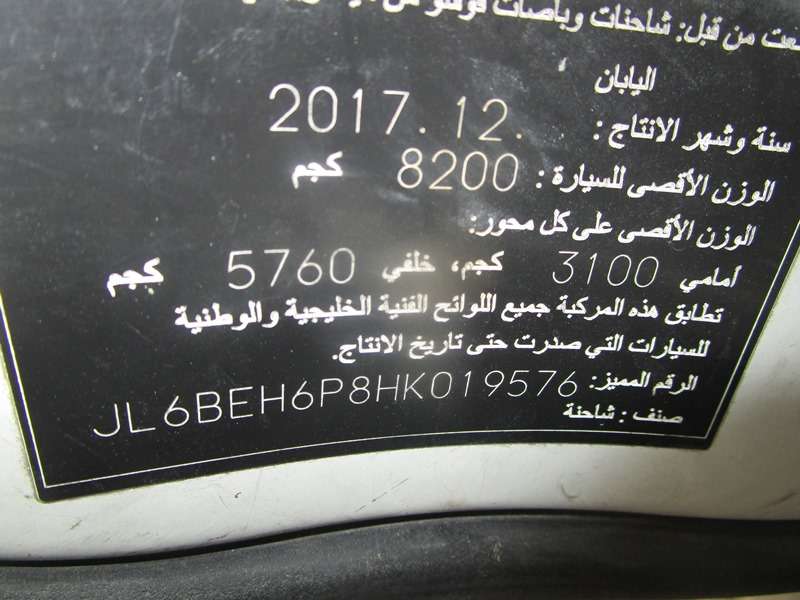 صنعت من قبل: شاحنات وباصات فوسو من
اليابان
سنة وشهر الانتاج : 2017.12.
الوزن الأقصى للسيارة : 8200 كجم
الوزن الأقصى على كل محور:
أمامي 3100 كجم، خلفي 5760 كجم
تطابق هذه المركبة جميع اللوائح الفنية الخليجية والوطنية
للسيارات التي صدرت حتى تاريخ الانتاج.
الرقم المميز: JL6BEH6P8HK019576
صنف : شاحنة